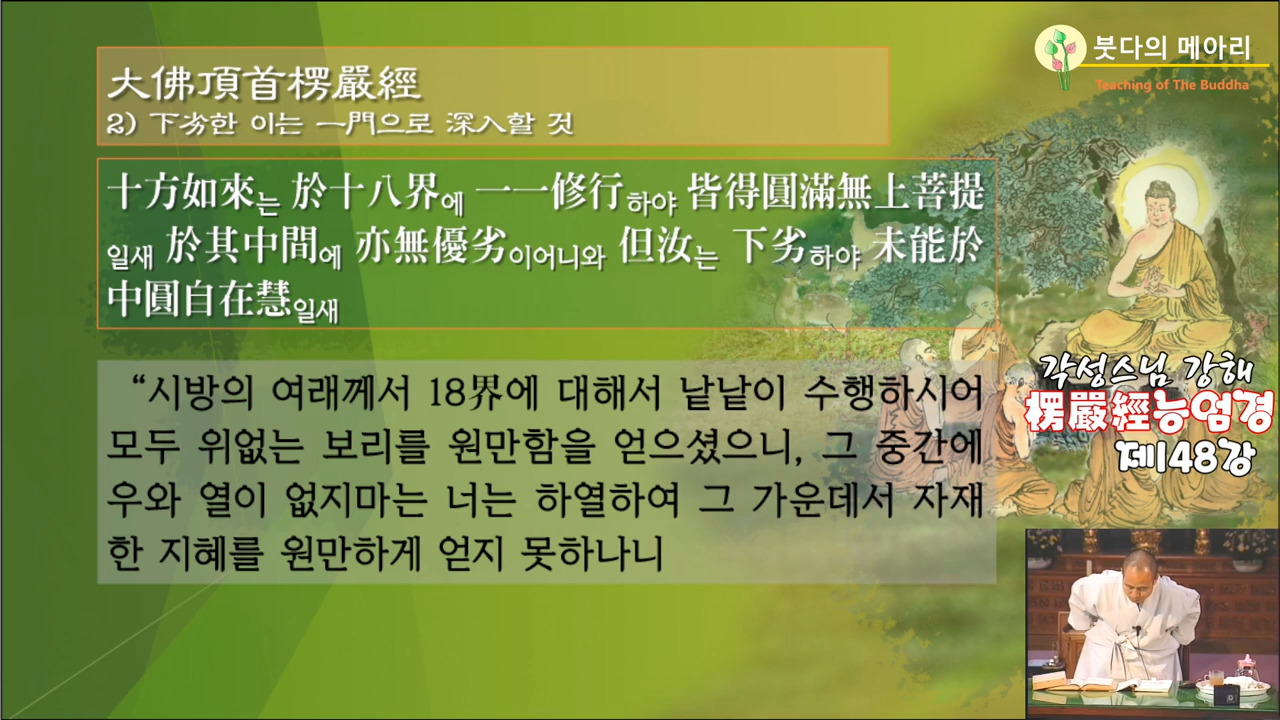 大佛頂首楞嚴經
2) 下劣한 이는 一門으로 深入할 것
十方如來는 於十八界에 一一修行하야 皆得圓滿無上菩提
일새 於其中間에 亦無優劣이어니와 但汝는 下劣하야 未能於
中圓自在慧일새
“시방의 여래께서 18界에 대해서 낱낱이 수행하시어
모두 위없는 보리를 원만함을 얻으셨으니, 그 중간에
우와 열이 없지마는 너는 하열하여 그 가운데서 자재
한 지혜를 원만하게 얻지 못하나니
붓다의 메아리
Teaching of The Buddha
각성스님 강해
楞嚴經능엄경
제148강